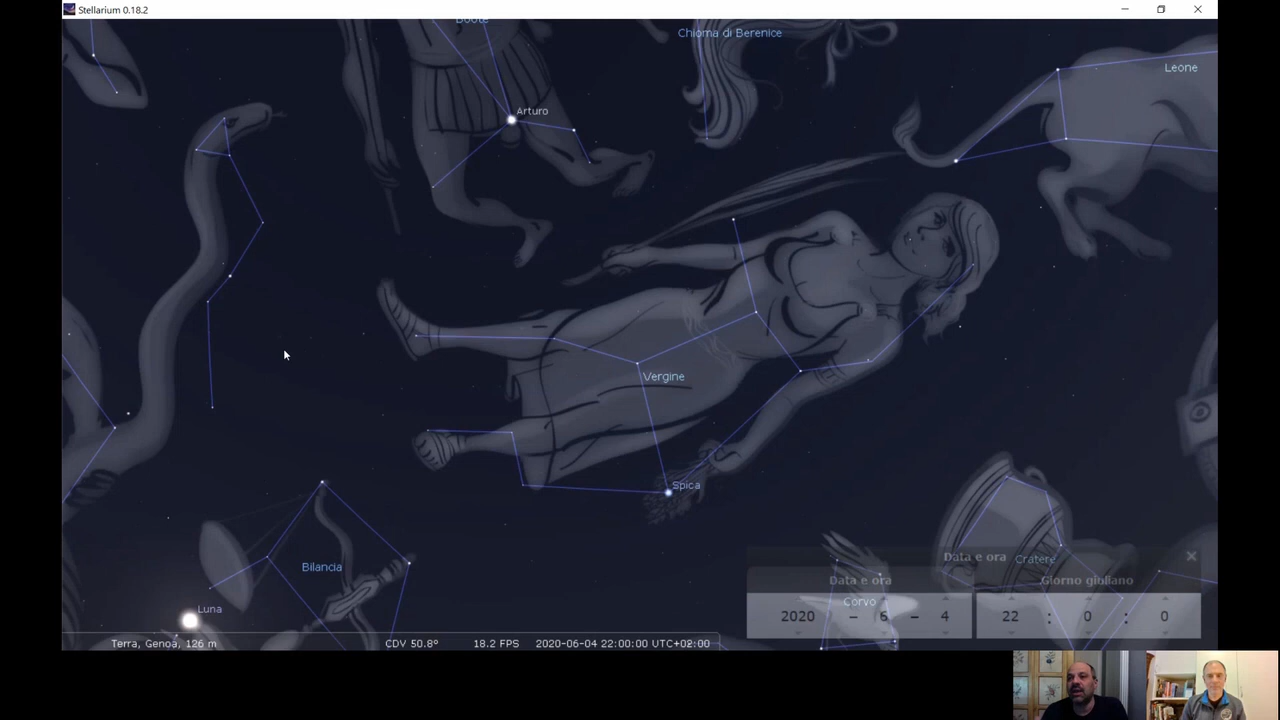 Stellarium 0.18.2
Boote
Chioma di Berenice
Leone
Arturo
Vergine
Spica
Bilancia
Luna
Data e ora
Cratere
Data e ora
Giorno giuliano
Corvo
2020 - 6 - 4
22 : 0 : 0
Terra, Genoa, 126 m
CDV 50.8°
18.2 FPS
2020-06-04 22:00:00 UTC+02:00